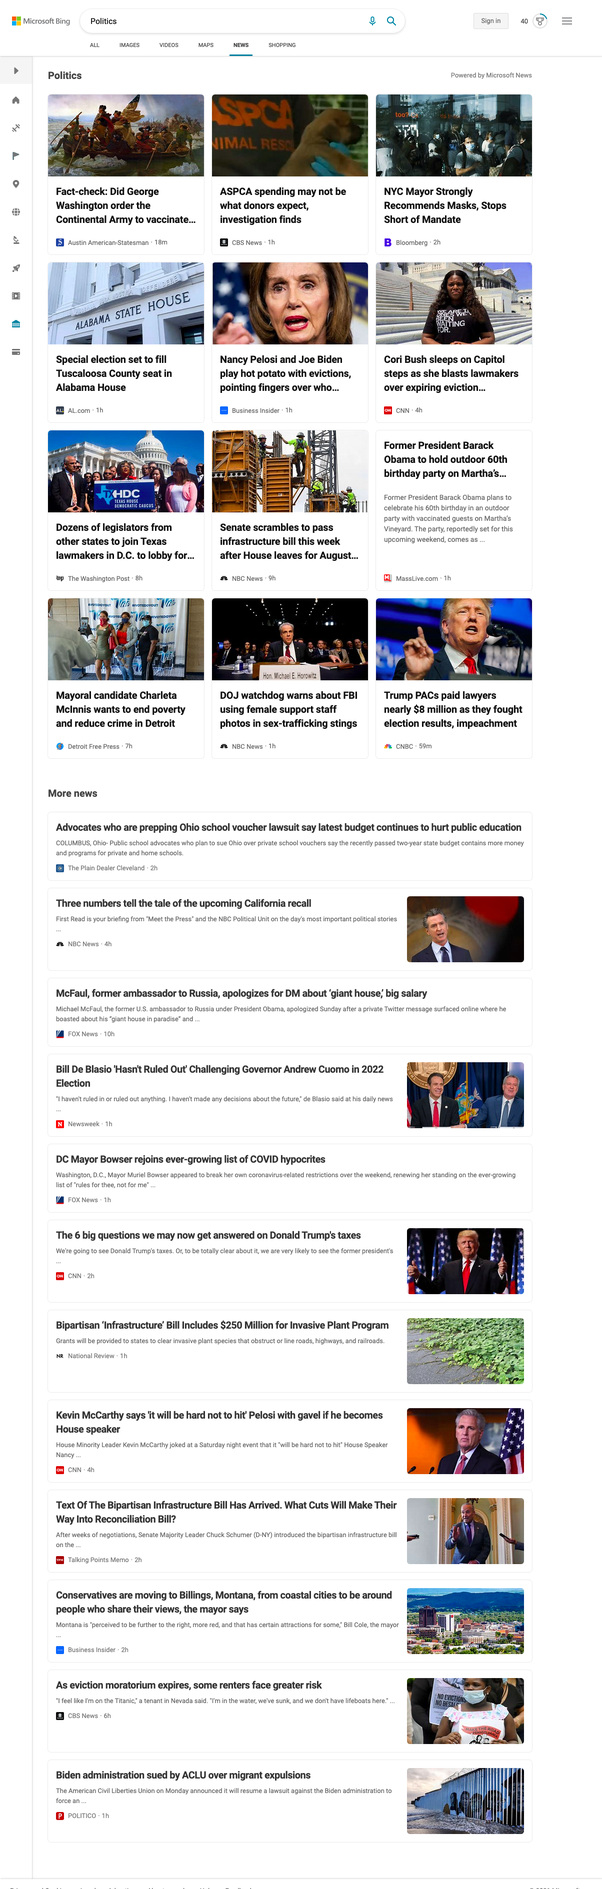 Microsoft Bing
Politics
Sign in
40
ALL
IMAGES
VIDEOS
MAPS
NEWS
SHOPPING
Politics
Powered by Microsoft News
Fact-check: Did George
Washington order the
Continental Army to vaccinate...
Austin American-Statesman · 18m
ASPCA
NIMAL RESC
ASPCA spending may not be
what donors expect,
investigation finds
CBS News · 1h
NYC Mayor Strongly
Recommends Masks, Stops
Short of Mandate
Bloomberg · 2h
ALABAMA STATE HOUSE
Special election set to fill
Tuscaloosa County seat in
Alabama House
AL.com · 1h
Nancy Pelosi and Joe Biden
play hot potato with evictions,
pointing fingers over who...
Business Insider · 1h
Cori Bush sleeps on Capitol
steps as she blasts lawmakers
over expiring eviction...
CNN · 4h
HDC
Dozens of legislators from
other states to join Texas
lawmakers in D.C. to lobby for...
The Washington Post · 8h
Senate scrambles to pass
infrastructure bill this week
after House leaves for August...
NBC News · 9h
Former President Barack
Obama to hold outdoor 60th
birthday party on Martha's...
Former President Barack Obama plans to
celebrate his 60th birthday in an outdoor
party with vaccinated guests on Martha's
Vineyard. The party, reportedly set for this
upcoming weekend, comes as ...
MassLive.com · 1h
Mayoral candidate Charleta
McInnis wants to end poverty
and reduce crime in Detroit
Detroit Free Press · 7h
Hon. Michael E. Horowitz
DOJ watchdog warns about FBI
using female support staff
photos in sex-trafficking stings
NBC News · 1h
Trump PACs paid lawyers
nearly $8 million as they fought
election results, impeachment
CNBC · 59m
More news
Advocates who are prepping Ohio school voucher lawsuit say latest budget continues to hurt public education
COLUMBUS, Ohio- Public school advocates who plan to sue Ohio over private school vouchers say the recently passed two-year state budget contains more money
and programs for private and home schools.
The Plain Dealer Cleveland · 2h
Three numbers tell the tale of the upcoming California recall
First Read is your briefing from "Meet the Press" and the NBC Political Unit on the day's most important political stories
...
NBC News · 4h
McFaul, former ambassador to Russia, apologizes for DM about 'giant house,' big salary
Michael McFaul, the former U.S. ambassador to Russia under President Obama, apologized Sunday after a private Twitter message surfaced online where he
boasted about his "giant house in paradise" and ...
FOX News · 10h
Bill De Blasio 'Hasn't Ruled Out' Challenging Governor Andrew Cuomo in 2022
Election
"I haven't ruled in or ruled out anything. I haven't made any decisions about the future," de Blasio said at his daily news
...
Newsweek · 1h
DC Mayor Bowser rejoins ever-growing list of COVID hypocrites
Washington, D.C., Mayor Muriel Bowser appeared to break her own coronavirus-related restrictions over the weekend, renewing her standing on the ever-growing
list of "rules for thee, not for me" ...
FOX News · 1h
The 6 big questions we may now get answered on Donald Trump's taxes
We're going to see Donald Trump's taxes. Or, to be totally clear about it, we are very likely to see the former president's
...
CNN · 2h
Bipartisan 'Infrastructure' Bill Includes $250 Million for Invasive Plant Program
Grants will be provided to states to clear invasive plant species that obstruct or line roads, highways, and railroads.
National Review · 1h
Kevin McCarthy says 'it will be hard not to hit' Pelosi with gavel if he becomes
House speaker
House Minority Leader Kevin McCarthy joked at a Saturday night event that it "will be hard not to hit" House Speaker
Nancy ...
CNN · 4h
Text Of The Bipartisan Infrastructure Bill Has Arrived. What Cuts Will Make Their
Way Into Reconciliation Bill?
After weeks of negotiations, Senate Majority Leader Chuck Schumer (D-NY) introduced the bipartisan infrastructure bill
on the ...
Talking Points Memo · 2h
Conservatives are moving to Billings, Montana, from coastal cities to be around
people who share their views, the mayor says
Montana is "perceived to be further to the right, more red, and that has certain attractions for some," Bill Cole, the mayor
...
Business Insider · 2h
As eviction moratorium expires, some renters face greater risk
"I feel like I'm on the Titanic," a tenant in Nevada said. "I'm in the water, we've sunk, and we don't have lifeboats here." ...
CBS News · 6h
Biden administration sued by ACLU over migrant expulsions
The American Civil Liberties Union on Monday announced it will resume a lawsuit against the Biden administration to
force an ...
POLITICO · 1h